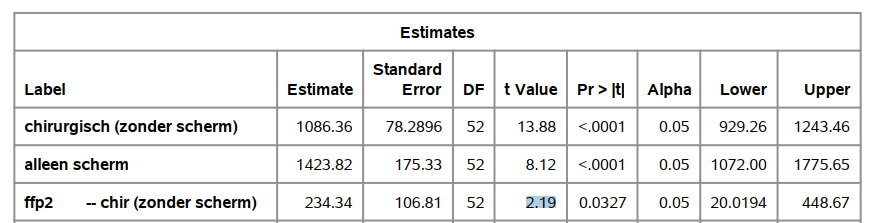 Estimates
Label Estimate Standard Error DF t Value Pr > |t| Alpha Lower Upper
chirurgisch (zonder scherm) 1086.36 78.2896 52 13.88 <.0001 0.05 929.26 1243.46
alleen scherm 1423.82 175.33 52 8.12 <.0001 0.05 1072.00 1775.65
ffp2 -- chir (zonder scherm) 234.34 106.81 52 2.19 0.0327 0.05 20.0194 448.67